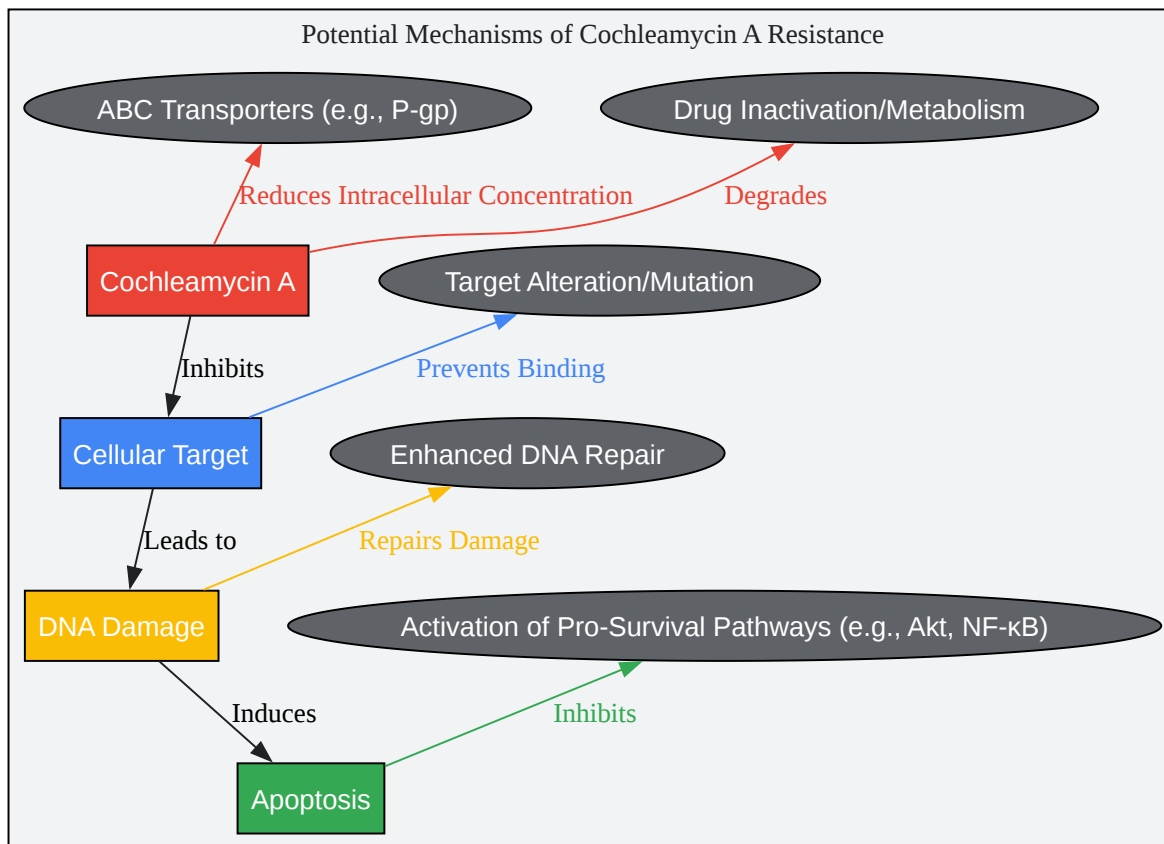 Potential Mechanisms of Cochleamycin A Resistance
ABC Transporters (e.g., P-gp)
Drug Inactivation/Metabolism
Reduces Intracellular Concentration
Degrades
Cochleamycin A
Target Alteration/Mutation
Inhibits
Prevents Binding
Cellular Target
Enhanced DNA Repair
Leads to
Repairs Damage
DNA Damage
Activation of Pro-Survival Pathways (e.g., Akt, NF-κB)
Induces
Inhibits
Apoptosis